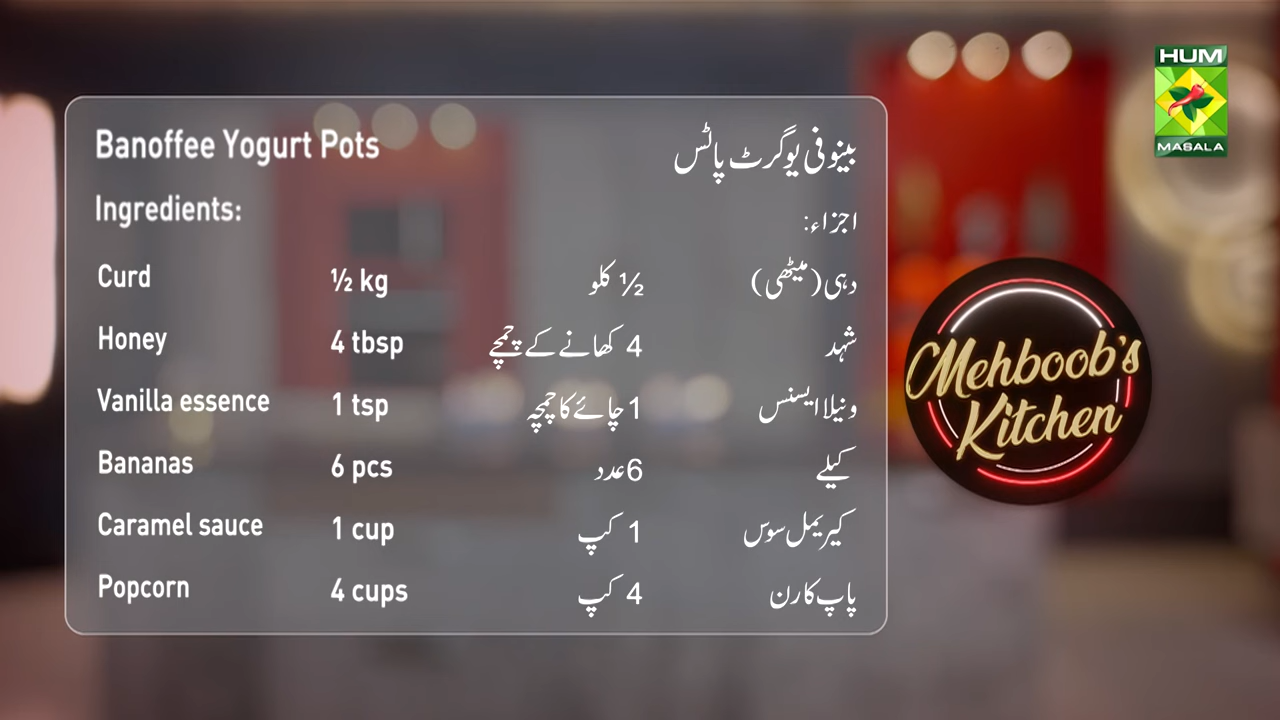 Banoffee Yogurt Pots بینوفی یوگرٹ پاٹس
Ingredients: اجزاء:
Curd ½ kg ½ کلو دہی (میٹھی)
Honey 4 tbsp 4 کھانے کے چمچے شہد
Vanilla essence 1 tsp 1 چائے کا چمچہ ونیلا ایسنس
Bananas 6 pcs 6 عدد کیلے
Caramel sauce 1 cup 1 کپ کیریمل سوس
Popcorn 4 cups 4 کپ پاپ کارن
HUM
MASALA
Mehboob's
Kitchen